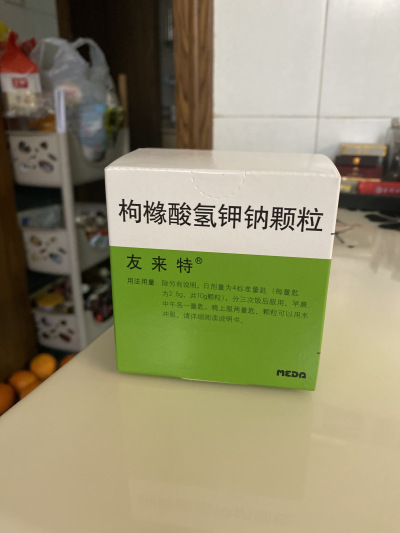 枸橼酸氢钾钠颗粒
友来特®
用法用量 除另有说明，日剂量为4标准量匙（每量匙
为2.5g，共10g颗粒），分三次饭后服用，早晨
中午各一量匙，晚上服两量匙，颗粒可以用水
冲服，请详细阅读说明书。
MEDA